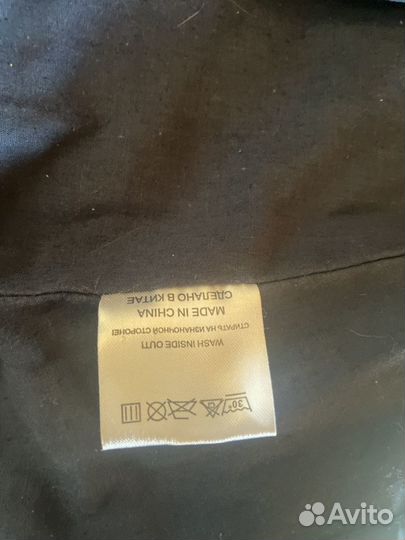 30°
WASH INSIDE OUT!
СТИРАТЬ НА ИЗНАНОЧНОЙ СТОРОНЕ!
MADE IN CHINA
СДЕЛАНО В КИТАЕ
Avito